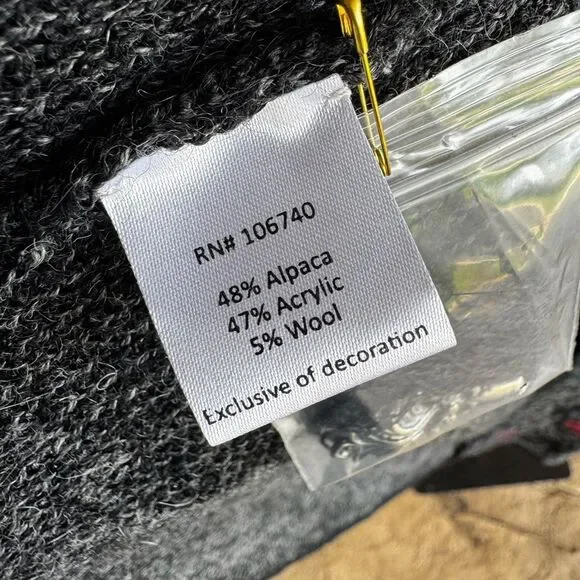 RN# 106740
48% Alpaca
47% Acrylic
5% Wool
Exclusive of decoration